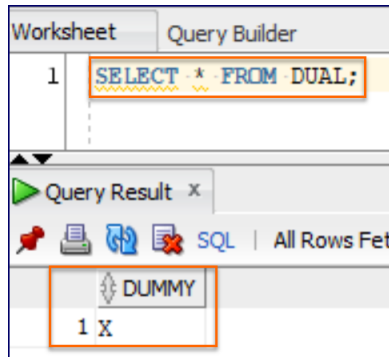 Worksheet Query Builder
1 SELECT * FROM DUAL;
Query Result x
SQL | All Rows Fet
DUMMY
1 X